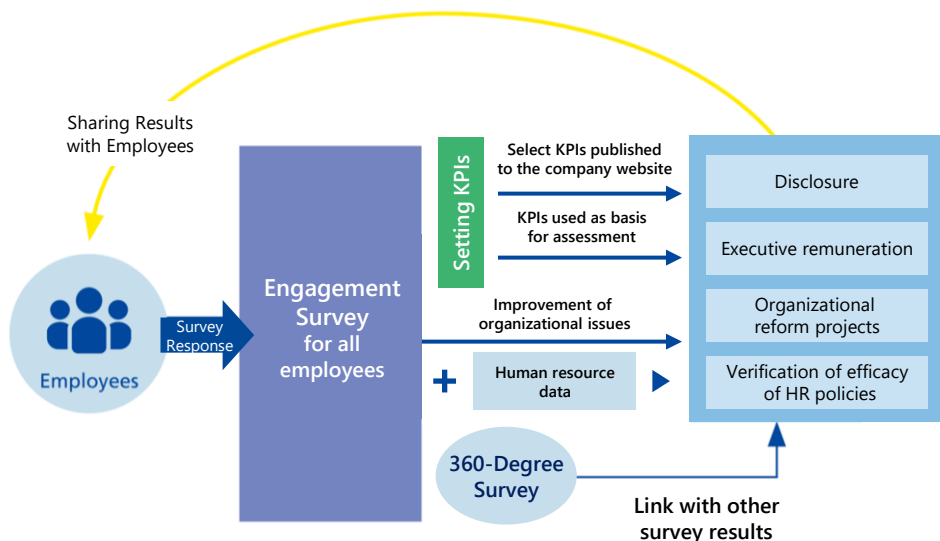 Sharing Results
with Employees
Employees
Survey
Response
Engagement
Survey
for all
employees
Setting KPIs
Select KPIs published
to the company website
KPIs used as basis
for assessment
Improvement of
organizational issues
+
Human resource
data
360-Degree
Survey
Link with other
survey results
Disclosure
Executive remuneration
Organizational
reform projects
Verification of efficacy
of HR policies